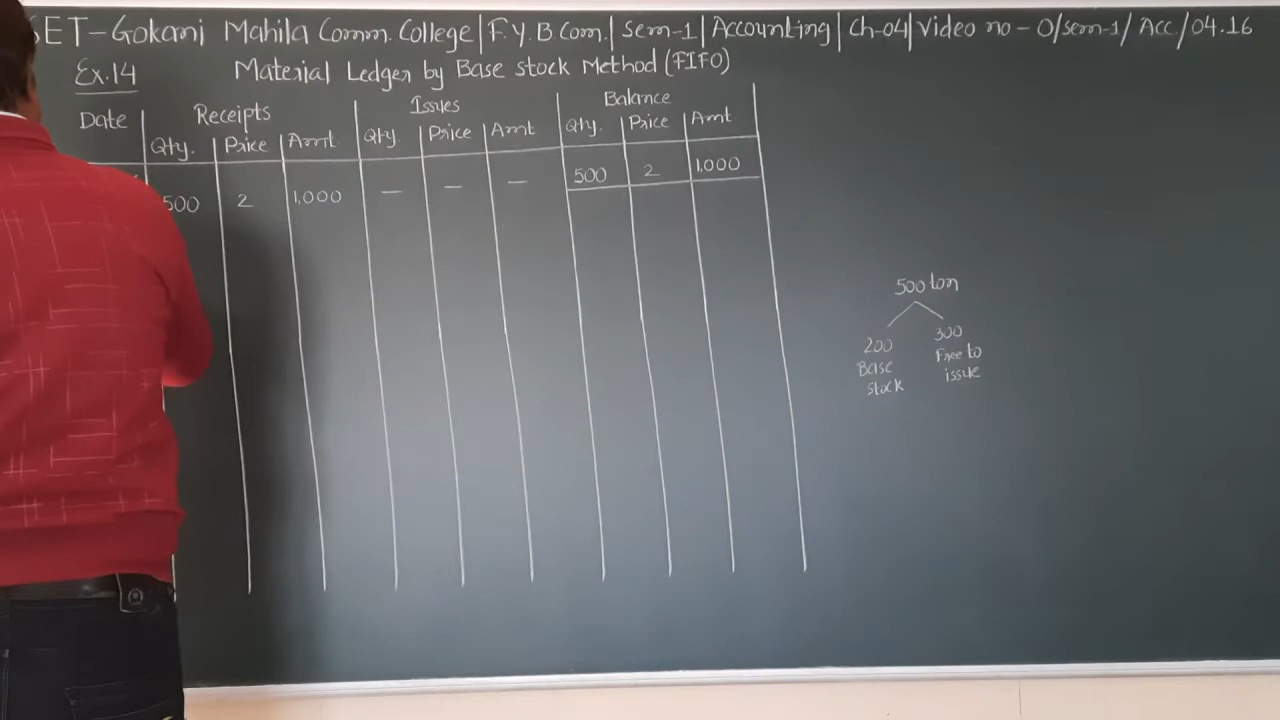 SET-Gokani Mahila Comm. College | F.Y.B.Com. | Sem-1 | Accounting | Ch-04 | Video no - 0/sem-1/ Acc./04.16
Ex.14 Material Ledger by Base stock Method (FIFO)
Date Receipts Issues Balance
Qty. Price Amt. Qty. Price Amt Qty. Price Amt
500 2 1,000 — — — 500 2 1,000
500 ton
200 300
Base Free to
stock issue